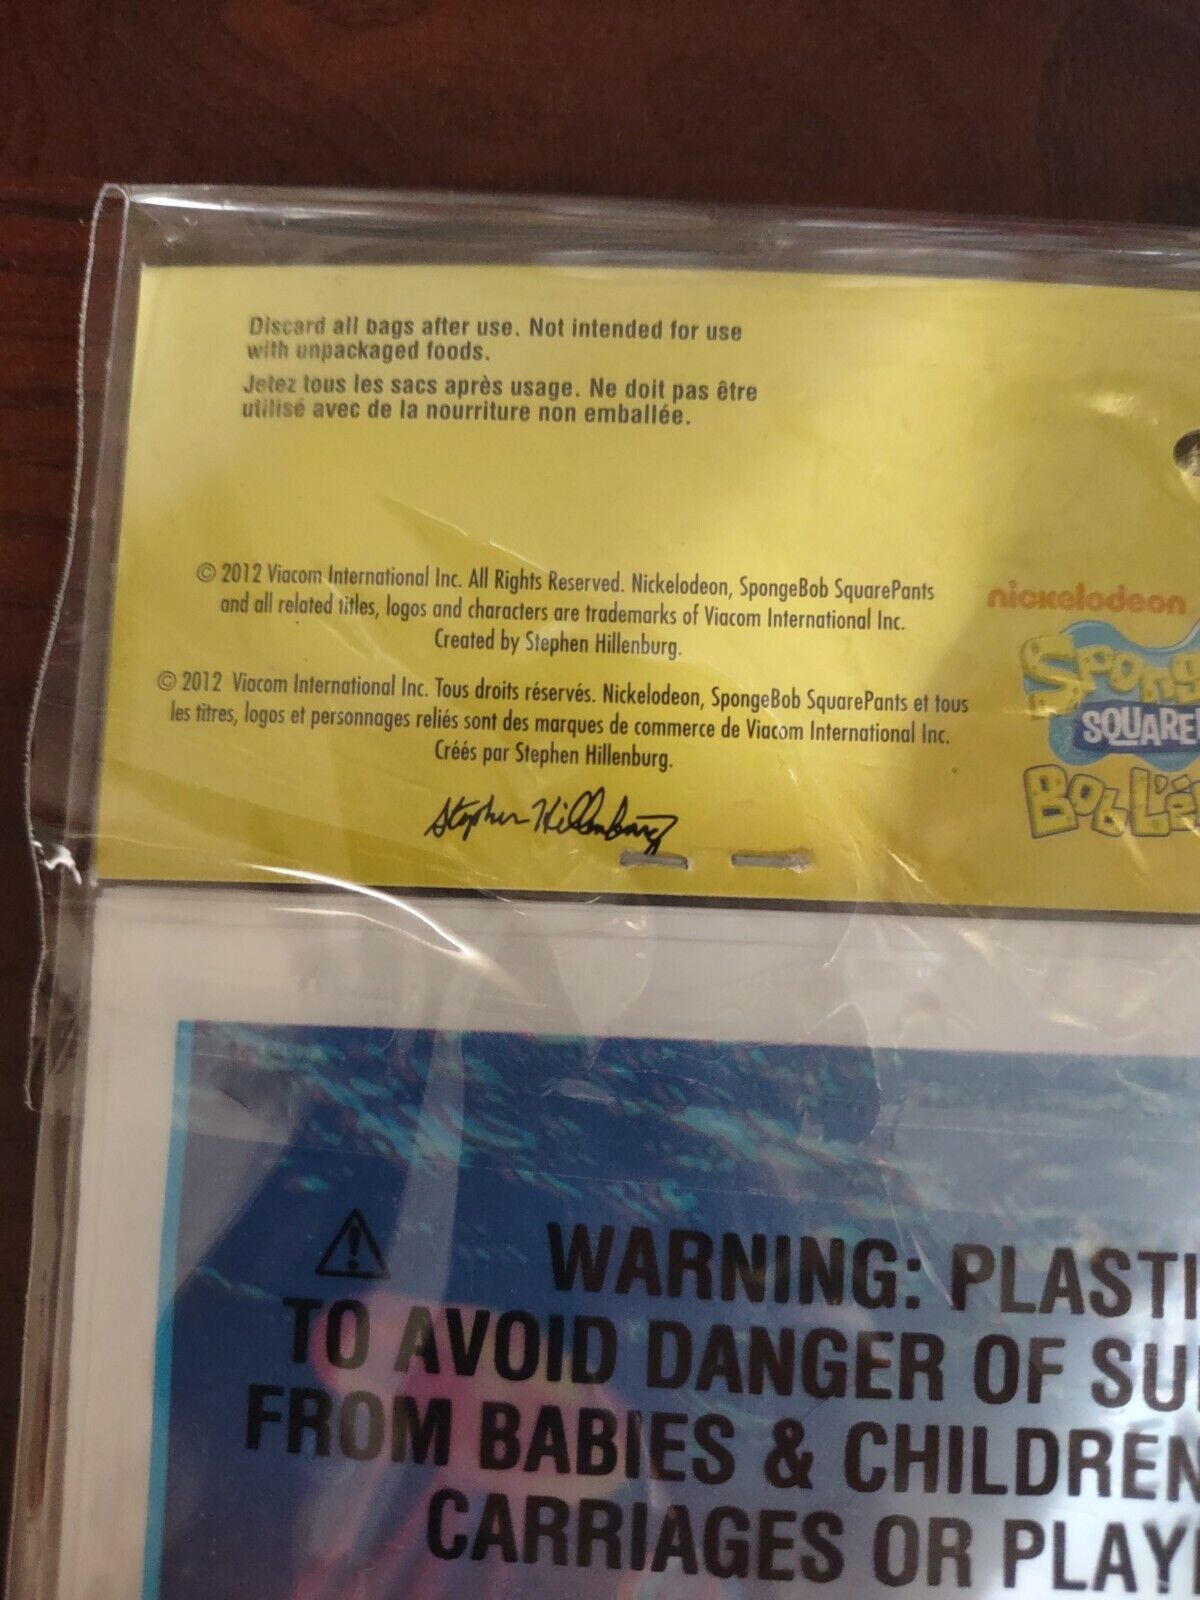 Discard all bags after use. Not intended for use
with unpackaged foods.
Jetez tous les sacs après usage. Ne doit pas être
utilisé avec de la nourriture non emballée.
© 2012 Viacom International Inc. All Rights Reserved. Nickelodeon, SpongeBob SquarePants
and all related titles, logos and characters are trademarks of Viacom International Inc.
Created by Stephen Hillenburg.
© 2012 Viacom International Inc. Tous droits réservés. Nickelodeon, SpongeBob SquarePants et tous
les titres, logos et personnages reliés sont des marques de commerce de Viacom International Inc.
Créés par Stephen Hillenburg.
Stephen Hillenburg
nickelodeon
Spong
SQUARE
Bob L'é
WARNING: PLASTI
TO AVOID DANGER OF SU
FROM BABIES & CHILDREN
CARRIAGES OR PLAY